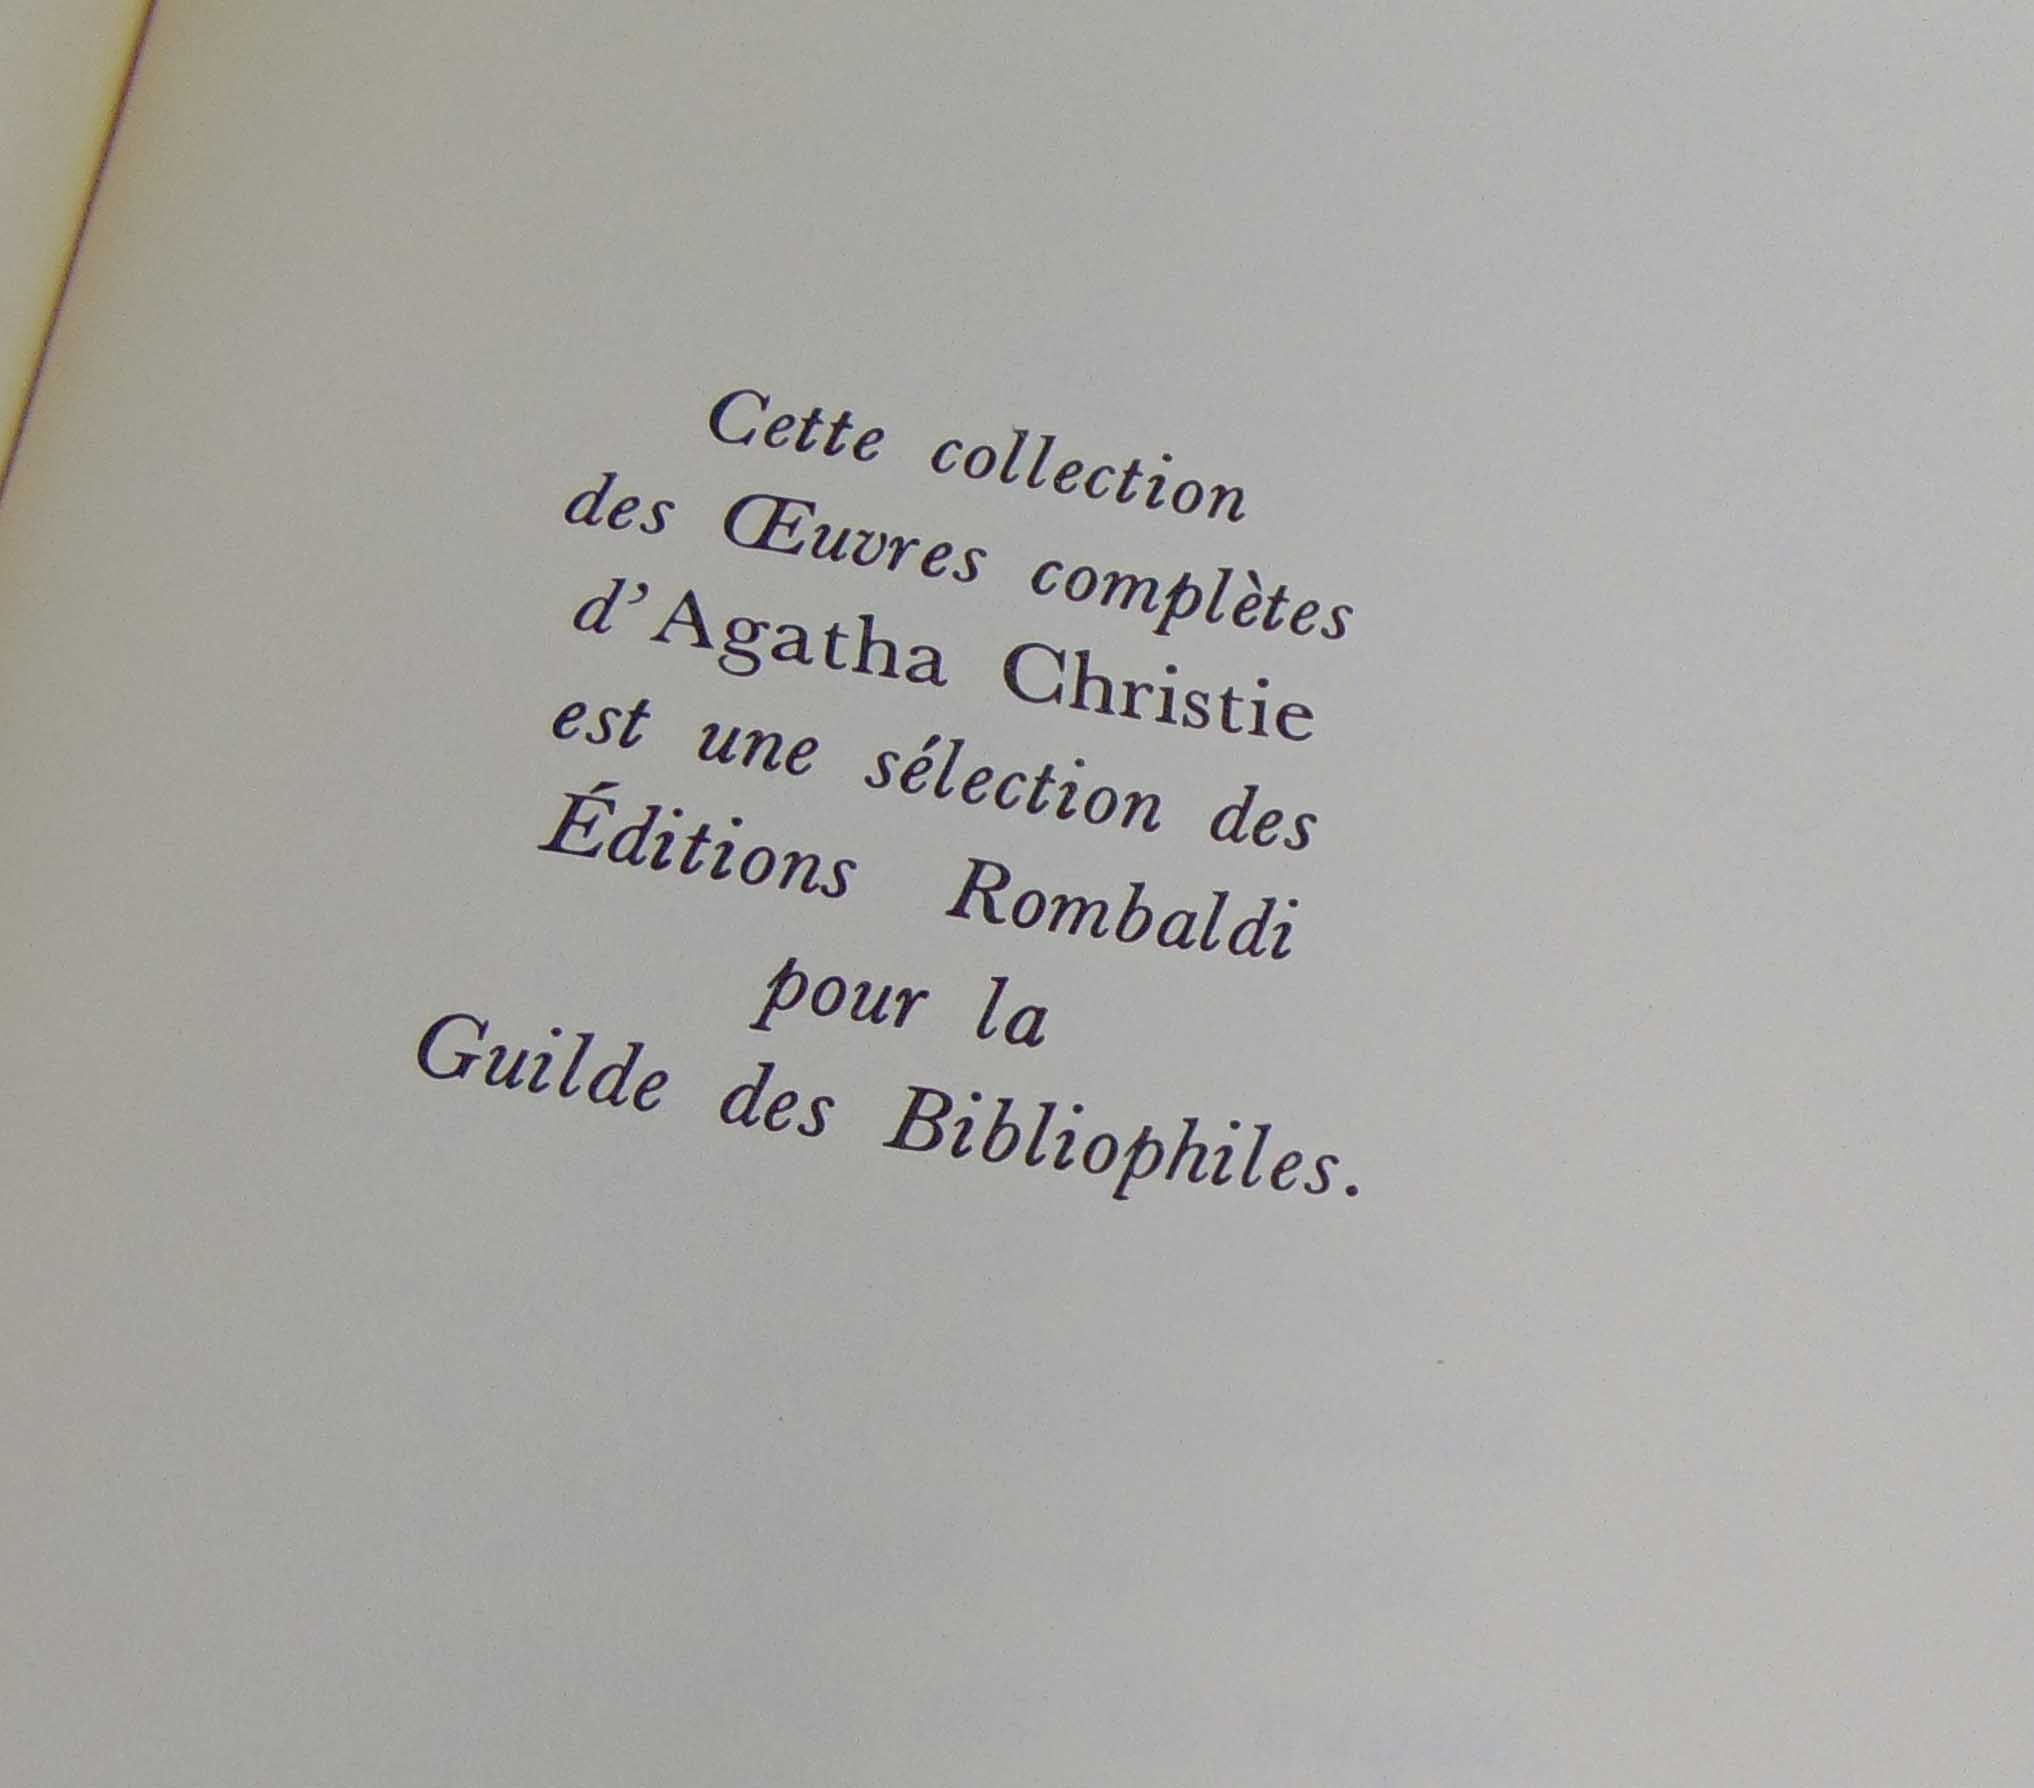 Cette collection
des Œuvres complètes
d’Agatha Christie
est une sélection des
Éditions Rombaldi
pour la
Guilde des Bibliophiles.